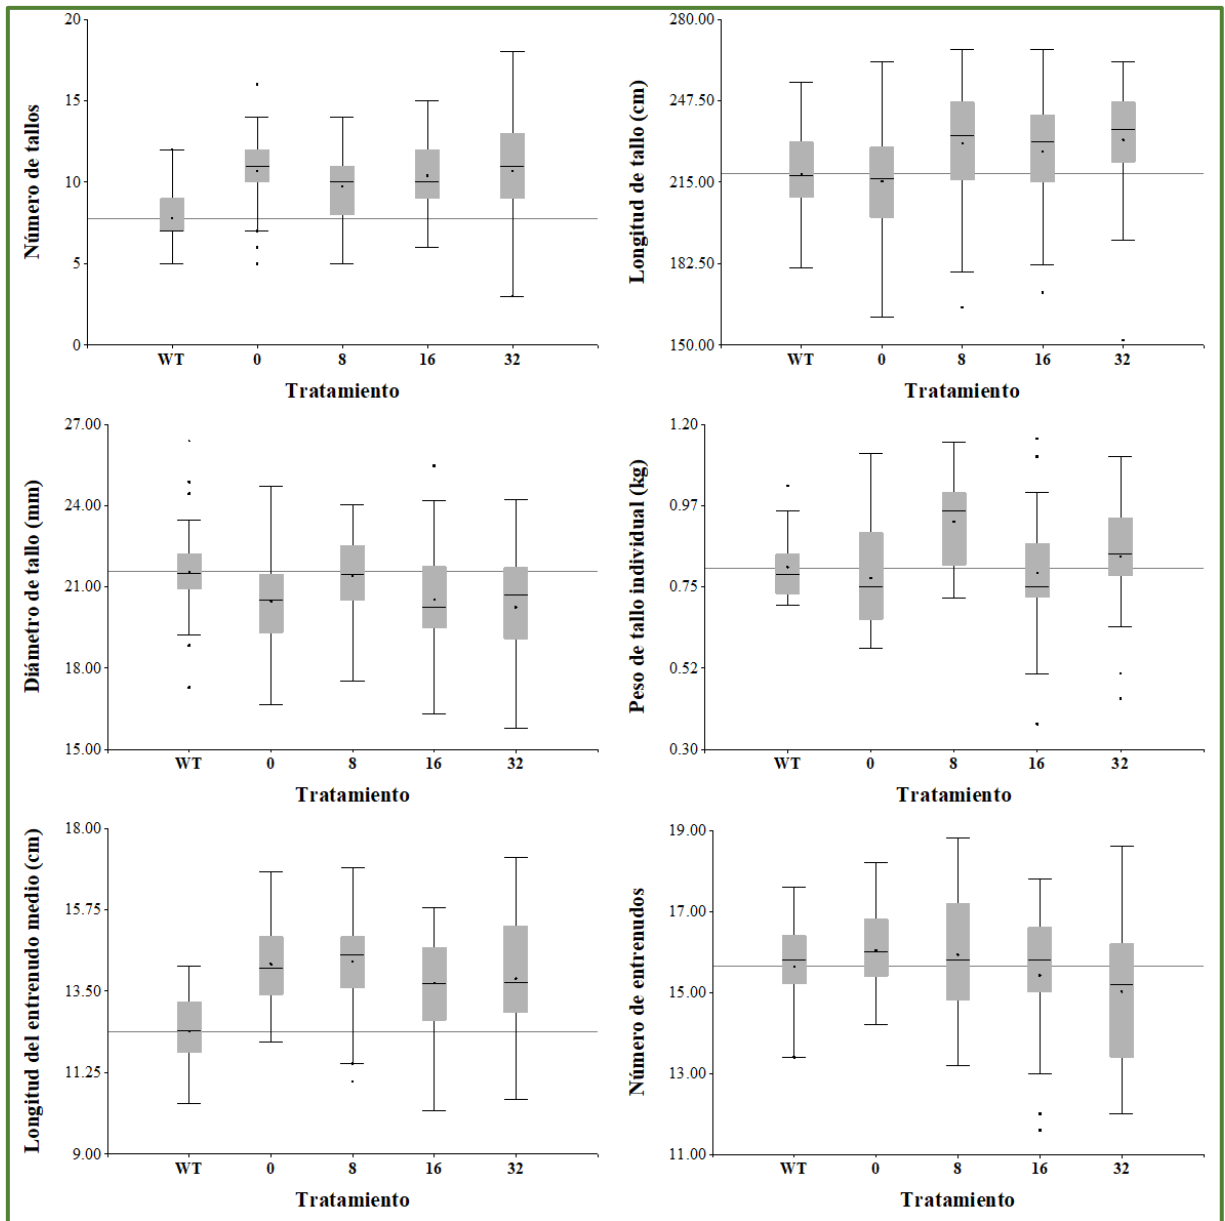 Número de tallos
20
15
10
5
0
WT 0 8 16 32
Tratamiento
Longitud de tallo (cm)
280.00
247.50
215.00
182.50
150.00
WT 0 8 16 32
Tratamiento
Diámetro de tallo (mm)
27.00
24.00
21.00
18.00
15.00
WT 0 8 16 32
Tratamiento
Peso de tallo individual (kg)
1.20
0.97
0.75
0.52
0.30
WT 0 8 16 32
Tratamiento
Longitud del entrenudo medio (cm)
18.00
15.75
13.50
11.25
9.00
WT 0 8 16 32
Tratamiento
Número de entrenudos
19.00
17.00
15.00
13.00
11.00
WT 0 8 16 32
Tratamiento